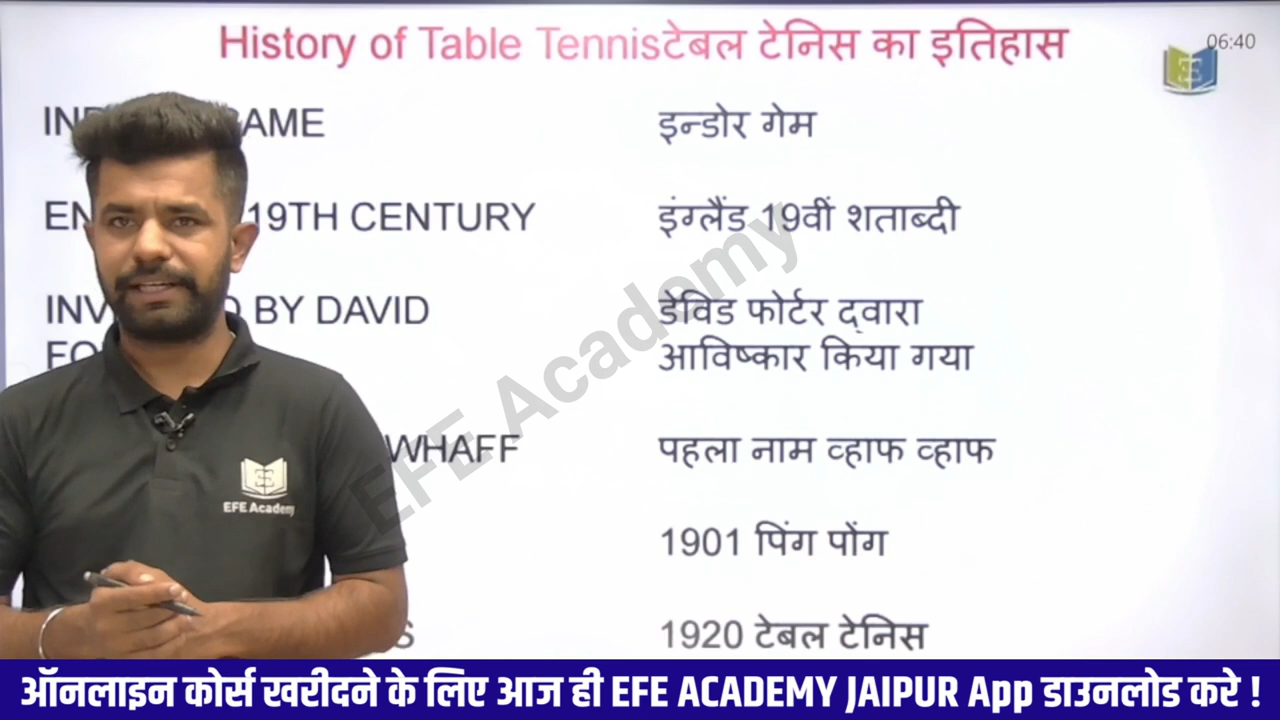 History of Table Tennisटेबल टेनिस का इतिहास
06:40
इन्डोर गेम
19TH CENTURY
इंग्लैंड 19वीं शताब्दी
BY DAVID
डेविड फोर्टर द्वारा
आविष्कार किया गया
WHAFF
पहला नाम व्हाफ व्हाफ
1901 पिंग पोंग
1920 टेबल टेनिस
EFE Academy
EFE Academy
ऑनलाइन कोर्स खरीदने के लिए आज ही EFE ACADEMY JAIPUR App डाउनलोड करे !